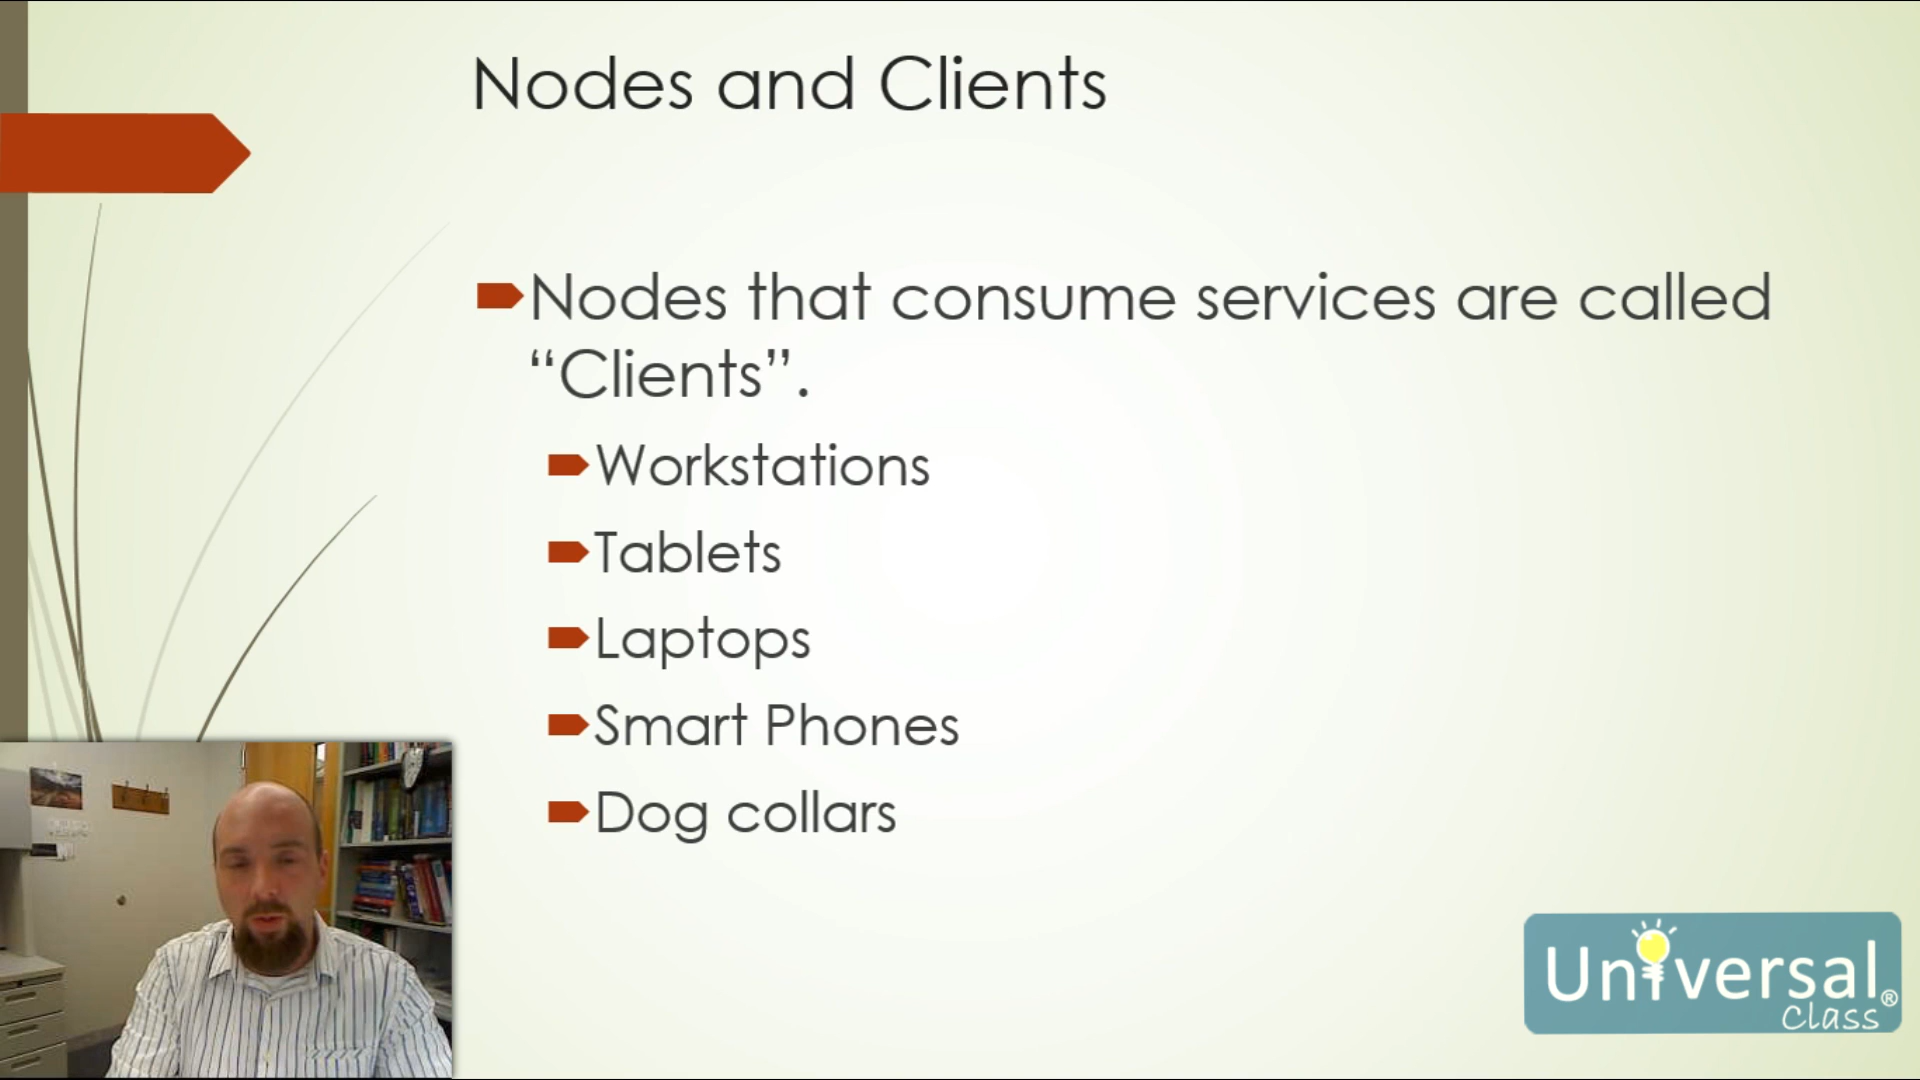 Nodes and Clients
Nodes that consume services are called
“Clients”.
Workstations
Tablets
Laptops
Smart Phones
Dog collars
Universal®
Class